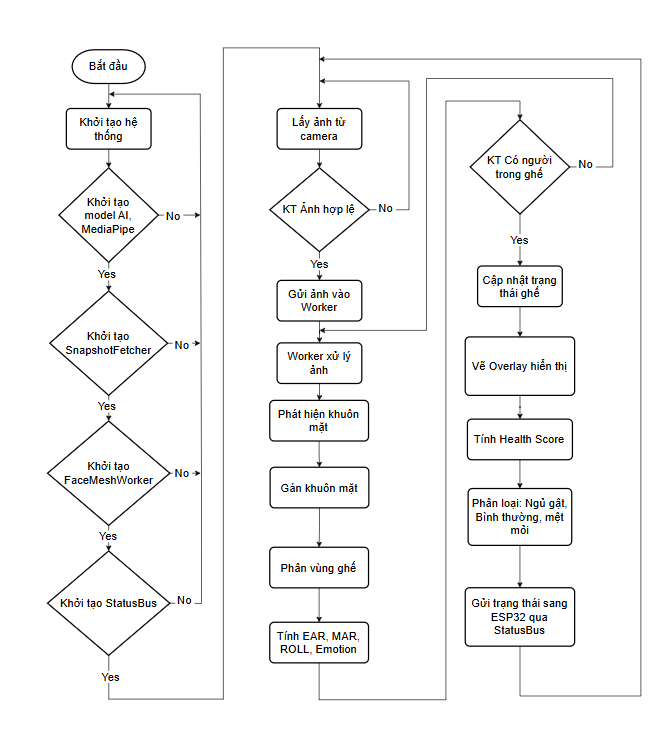 Bắt đầu
Khởi tạo hệ
thống
Khởi tạo
model AI,
MediaPipe
No
Yes
Khởi tạo
SnapshotFetcher
No
Yes
Khởi tạo
FaceMeshWorker
No
Yes
Khởi tạo StatusBus
No
Yes
Lấy ảnh từ
camera
KT Ảnh hợp lệ
No
Yes
Gửi ảnh vào
Worker
Worker xử lý
ảnh
Phát hiện khuôn
mặt
Gán khuôn mặt
Phân vùng ghế
Tính EAR, MAR,
ROLL, Emotion
KT Có người
trong ghế
No
Yes
Cập nhật trạng
thái ghế
Vẽ Overlay hiển thị
Tính Health Score
Phân loại: Ngủ gật,
Bình thường, mệt
mỏi
Gửi trạng thái sang
ESP32 qua
StatusBus